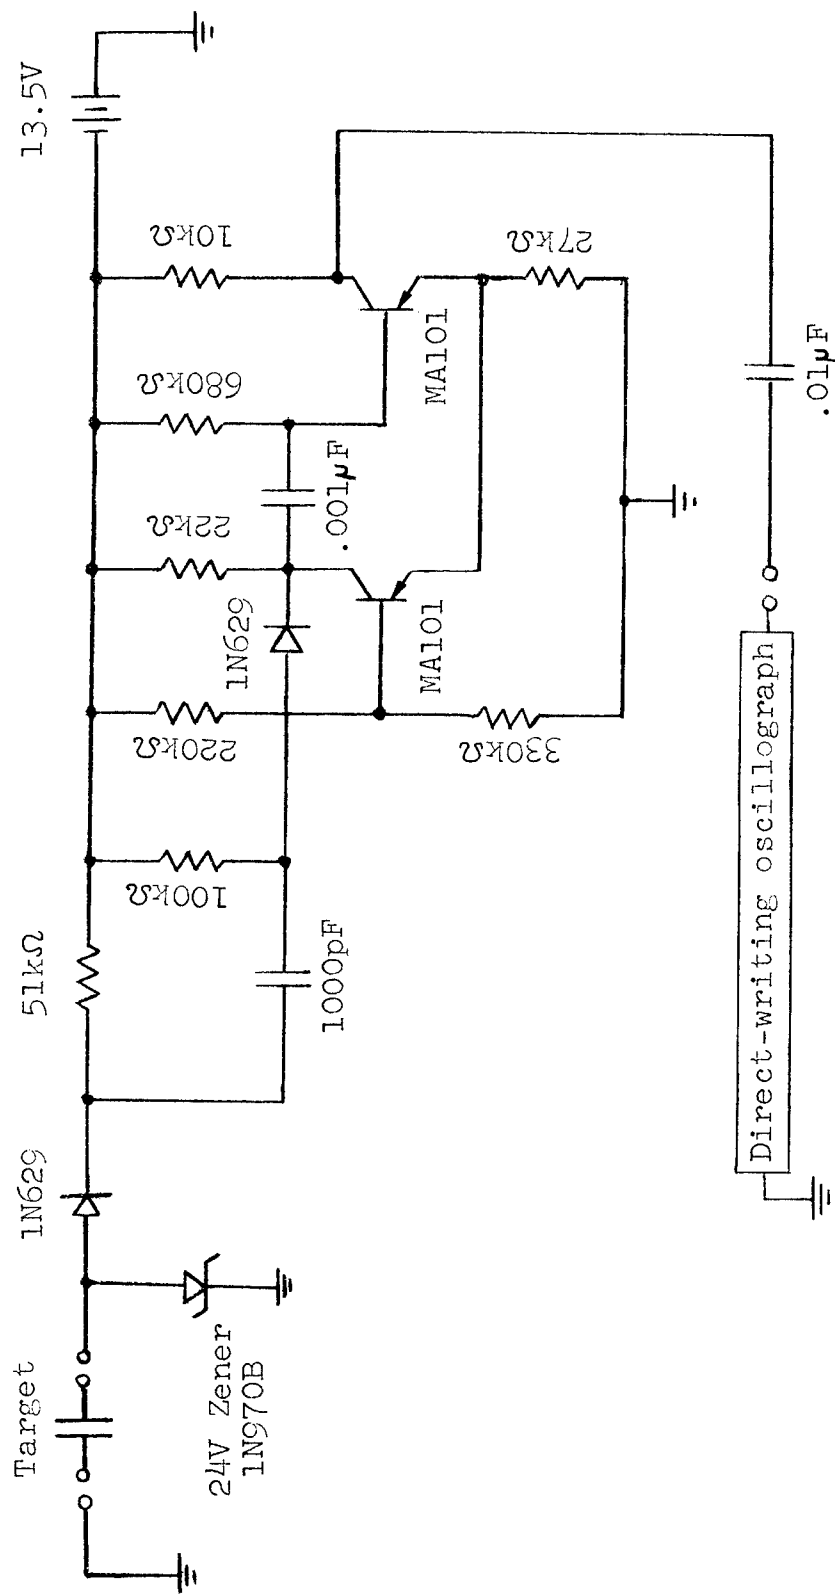 Target
24V Zener
1N970B
1N629
51kΩ
1000pF
100kΩ
220kΩ
1N629
22kΩ
.001μF
680kΩ
10kΩ
13.5V
330kΩ
MA101
MA101
27kΩ
.01μF
Direct-writing oscillograph